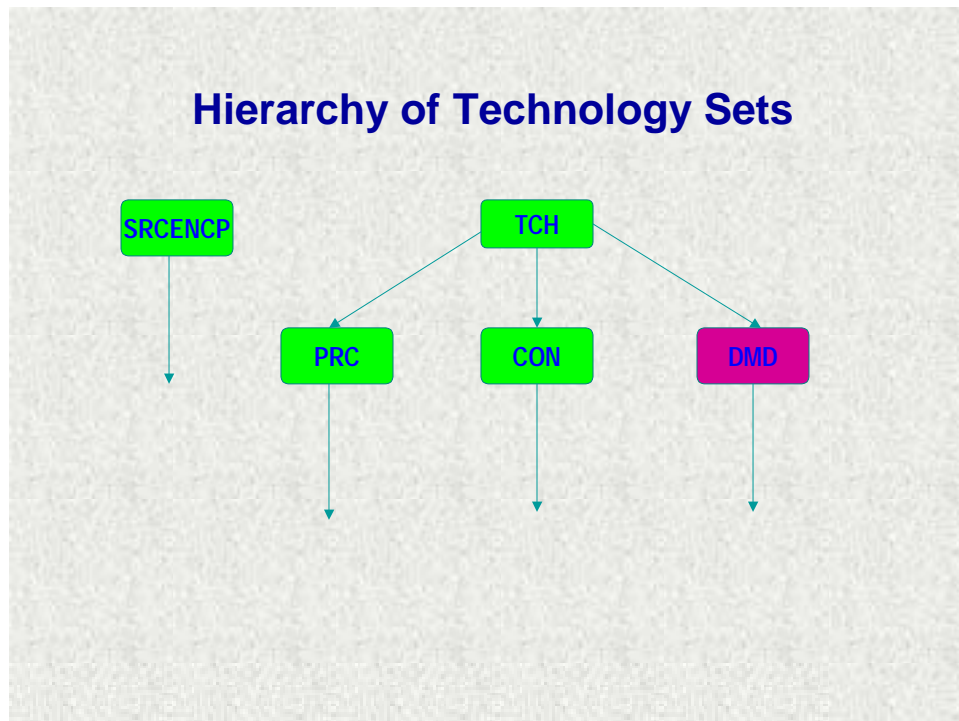 Hierarchy of Technology Sets
SRCENCP
TCH
PRC
CON
DMD